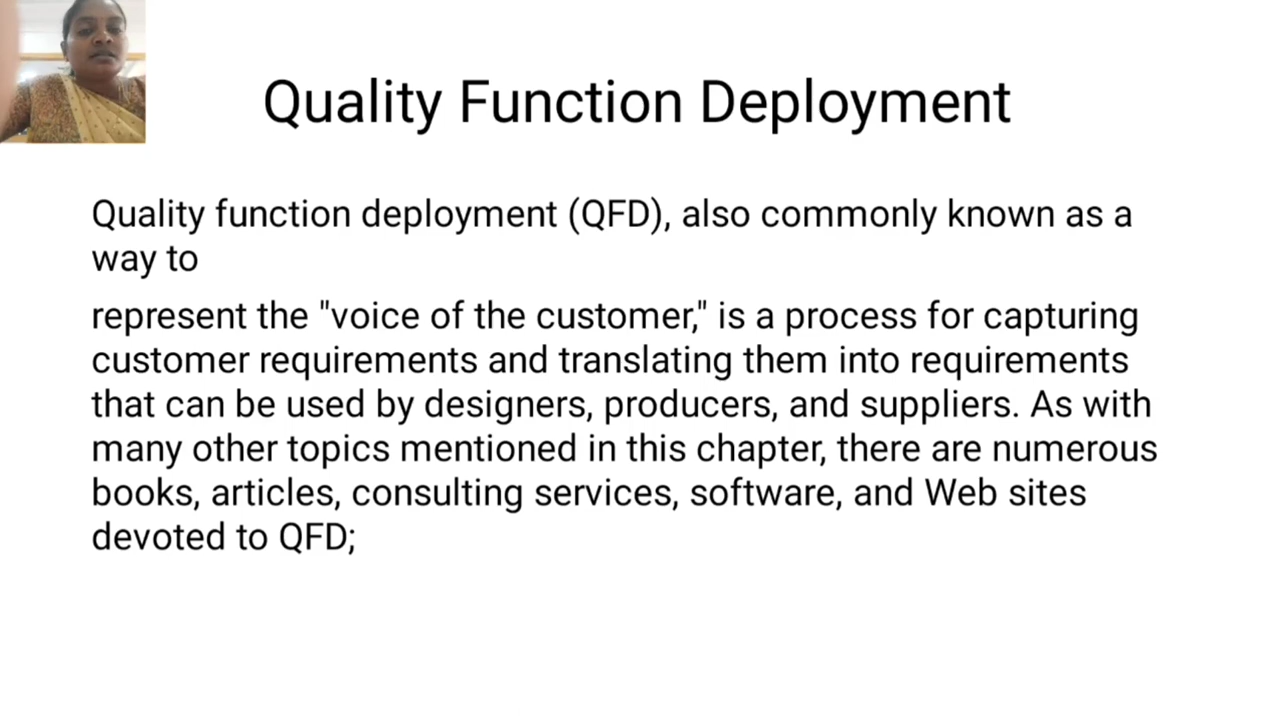 Quality Function Deployment
Quality function deployment (QFD), also commonly known as a
way to
represent the "voice of the customer," is a process for capturing
customer requirements and translating them into requirements
that can be used by designers, producers, and suppliers. As with
many other topics mentioned in this chapter, there are numerous
books, articles, consulting services, software, and Web sites
devoted to QFD;